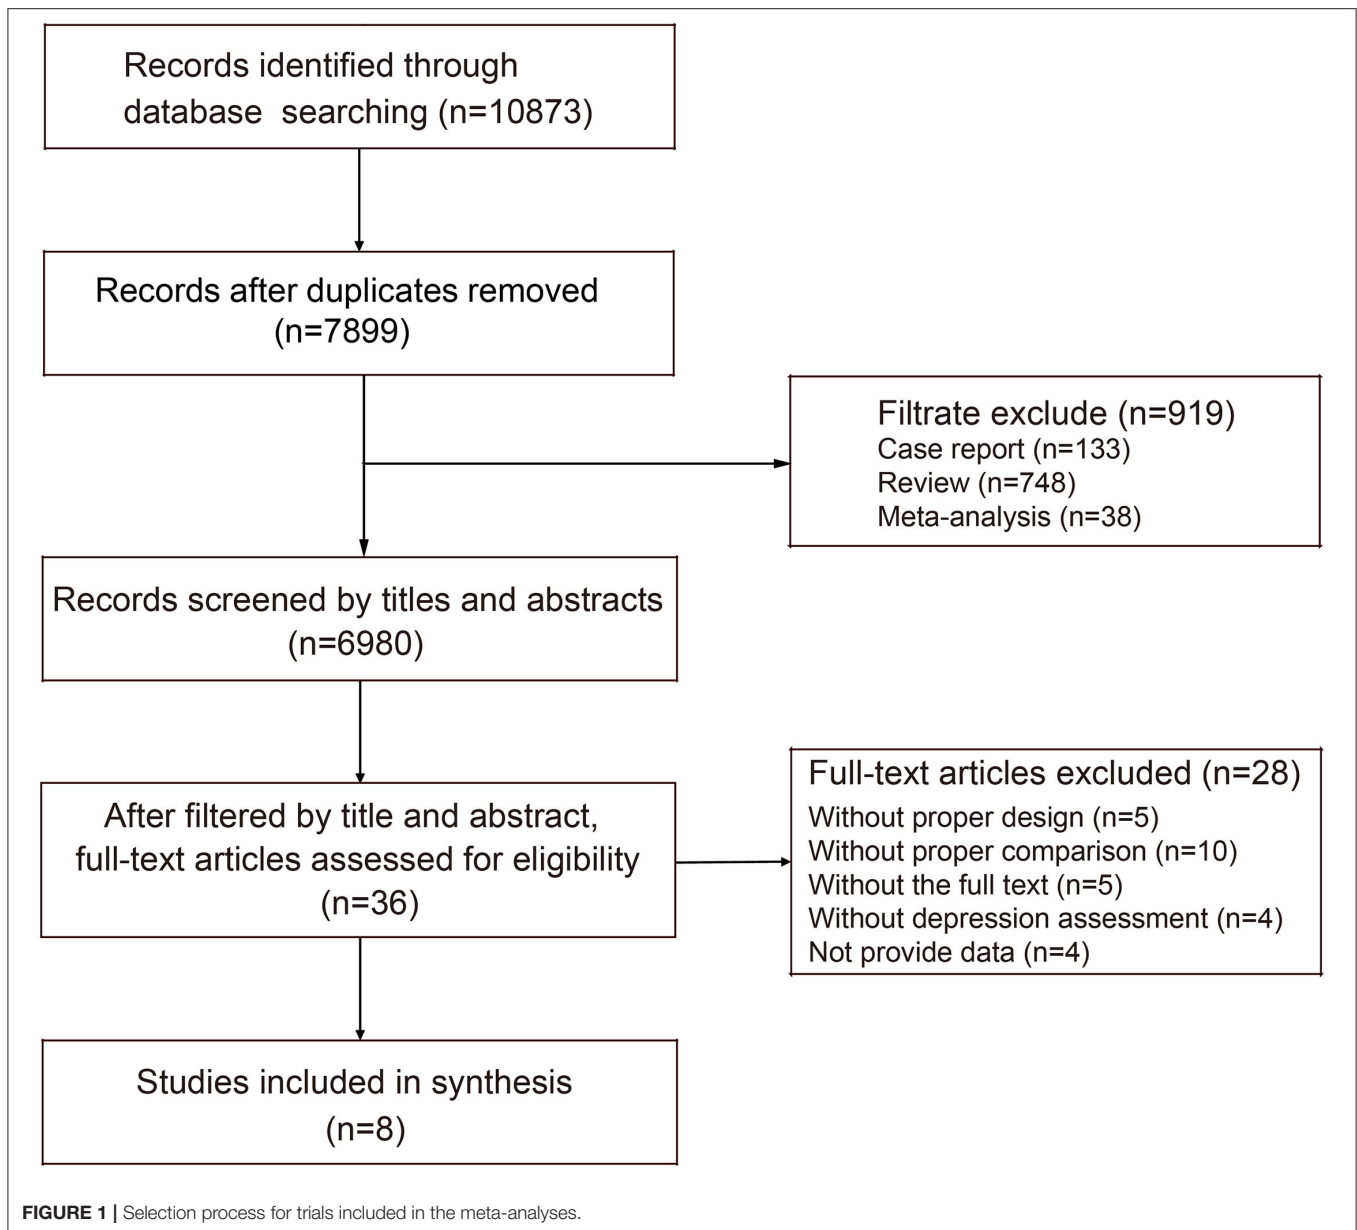 Records identified through
database searching (n=10873)
Records after duplicates removed
(n=7899)
Filtrate exclude (n=919)
Case report (n=133)
Review (n=748)
Meta-analysis (n=38)
Records screened by titles and abstracts
(n=6980)
After filtered by title and abstract,
full-text articles assessed for eligibility
(n=36)
Full-text articles excluded (n=28)
Without proper design (n=5)
Without proper comparison (n=10)
Without the full text (n=5)
Without depression assessment (n=4)
Not provide data (n=4)
Studies included in synthesis
(n=8)
FIGURE 1 | Selection process for trials included in the meta-analyses.